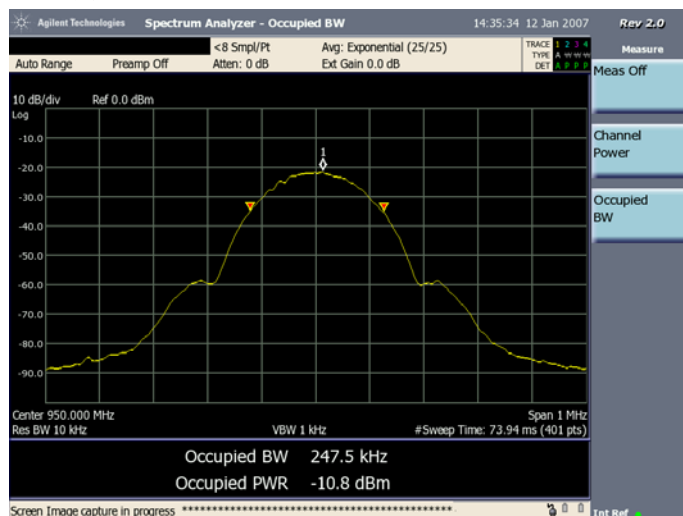 Agilent Technologies Spectrum Analyzer - Occupied BW 14:35:34 12 Jan 2007 Rev 2.0
<8 Smpl/Pt Avg: Exponential (25/25) TRACE 1 2 3 4
TYPE A W W W
Auto Range Preamp Off Atten: 0 dB Ext Gain 0.0 dB DET A P P P
Measure
Meas Off
10 dB/div Ref 0.0 dBm
Log
-10.0
Channel
Power
1
-20.0
-30.0
Occupied
BW
-40.0
-50.0
-60.0
-70.0
-80.0
-90.0
Center 950.000 MHz Span 1 MHz
Res BW 10 kHz VBW 1 kHz #Sweep Time: 73.94 ms (401 pts)
Occupied BW 247.5 kHz
Occupied PWR -10.8 dBm
Screen Image capture in progress ********************************************
Int Ref